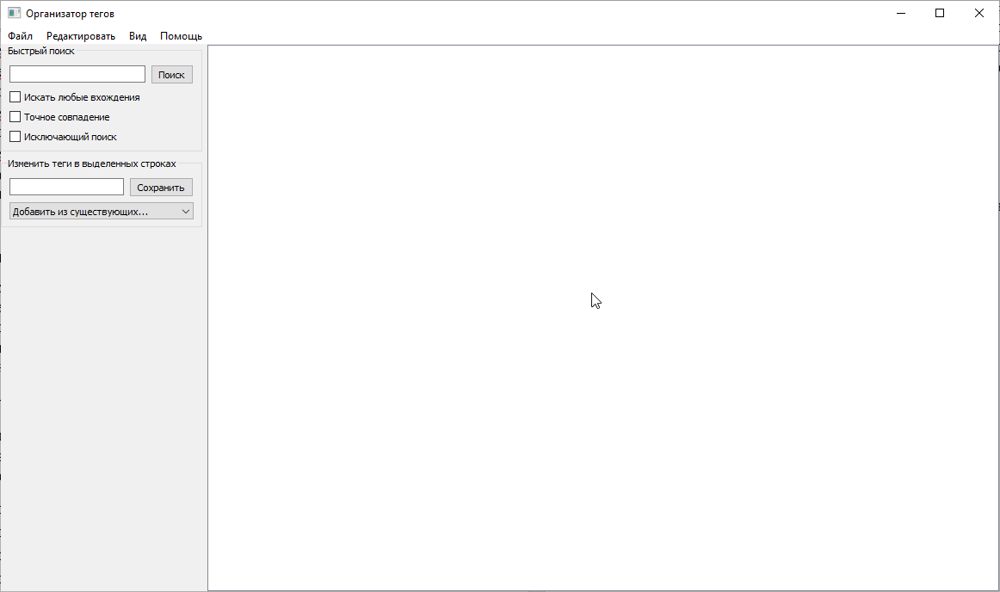 Организатор тегов
Файл Редактировать Вид Помощь
Быстрый поиск
Поиск
Искать любые вхождения
Точное совпадение
Исключающий поиск
Изменить теги в выделенных строках
Сохранить
Добавить из существующих...